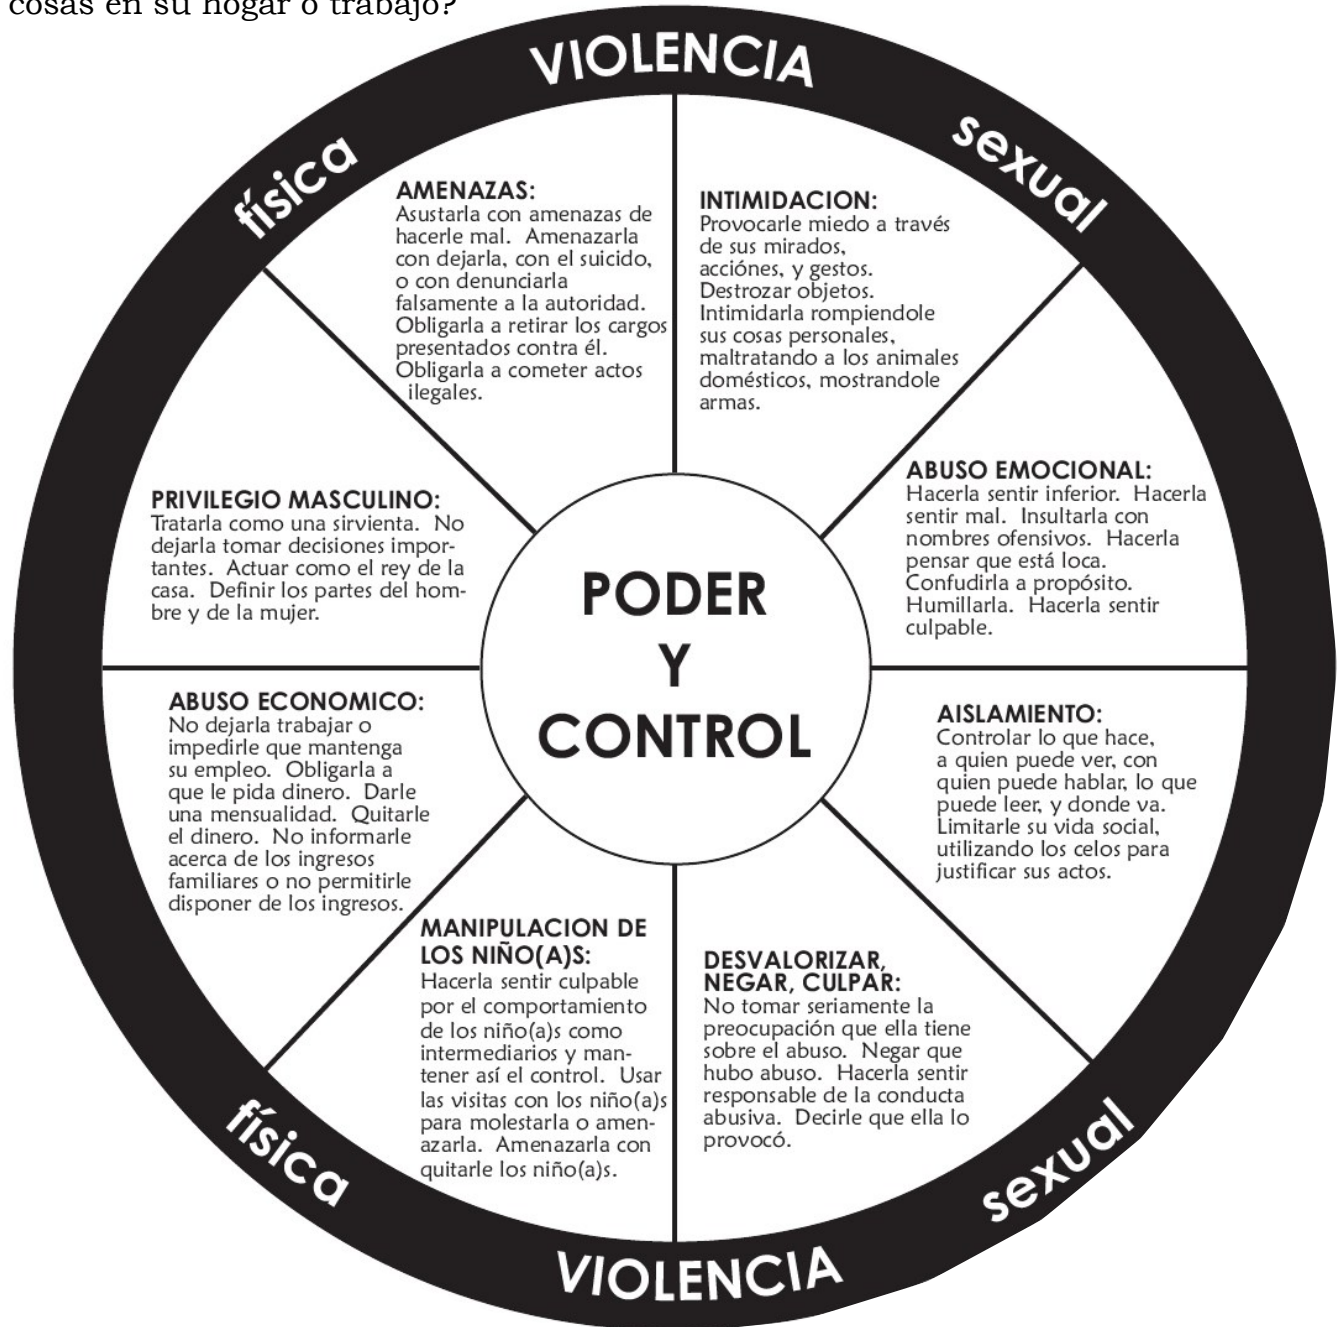 cosas en su hogar o trabajo?
VIOLENCIA
física
sexual
AMENAZAS:
Asustarla con amenazas de
hacerle mal. Amenazarla
con dejarla, con el suicido,
o con denunciarla
falsamente a la autoridad.
Obligarla a retirar los cargos
presentados contra él.
Obligarla a cometer actos
ilegales.
INTIMIDACION:
Provocarle miedo a través
de sus mirados,
acciónes, y gestos.
Destrozar objetos.
Intimidarla rompiendole
sus cosas personales,
maltratando a los animales
domésticos, mostrandole
armas.
PRIVILEGIO MASCULINO:
Tratarla como una sirvienta. No
dejarla tomar decisiones impor-
tantes. Actuar como el rey de la
casa. Definir los partes del hom-
bre y de la mujer.
ABUSO EMOCIONAL:
Hacerla sentir inferior. Hacerla
sentir mal. Insultarla con
nombres ofensivos. Hacerla
pensar que está loca.
Confudirla a propósito.
Humillarla. Hacerla sentir
culpable.
PODER
Y
CONTROL
ABUSO ECONOMICO:
No dejarla trabajar o
impedirle que mantenga
su empleo. Obligarla a
que le pida dinero. Darle
una mensualidad. Quitarle
el dinero. No informarle
acerca de los ingresos
familiares o no permitirle
disponer de los ingresos.
AISLAMIENTO:
Controlar lo que hace,
a quien puede ver, con
quien puede hablar, lo que
puede leer, y donde va.
Limitarle su vida social,
utilizando los celos para
justificar sus actos.
MANIPULACION DE
LOS NIÑO(A)S:
Hacerla sentir culpable
por el comportamiento
de los niño(a)s como
intermediarios y man-
tener así el control. Usar
las visitas con los niño(a)s
para molestarla o amen-
azarla. Amenazarla con
quitarle los niño(a)s.
DESVALORIZAR,
NEGAR, CULPAR:
No tomar seriamente la
preocupación que ella tiene
sobre el abuso. Negar que
hubo abuso. Hacerla sentir
responsable de la conducta
abusiva. Decirle que ella lo
provocó.
física
sexual
VIOLENCIA